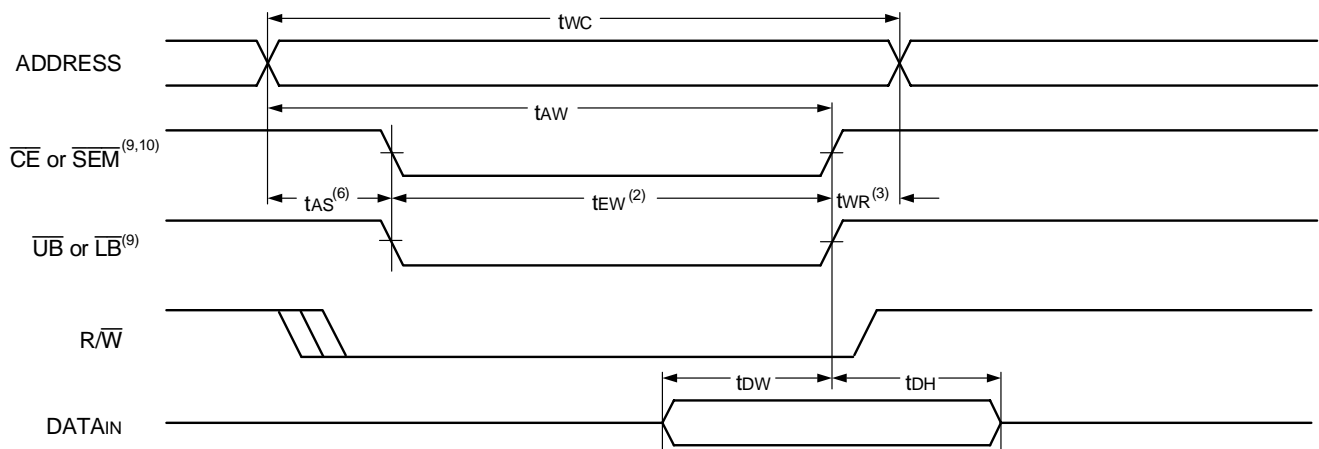 tWC
ADDRESS
tAW
CE or SEM(9,10)
tAS(6)
tEW(2)
tWR(3)
UB or LB(9)
R/W
tDW
tDH
DATAIN